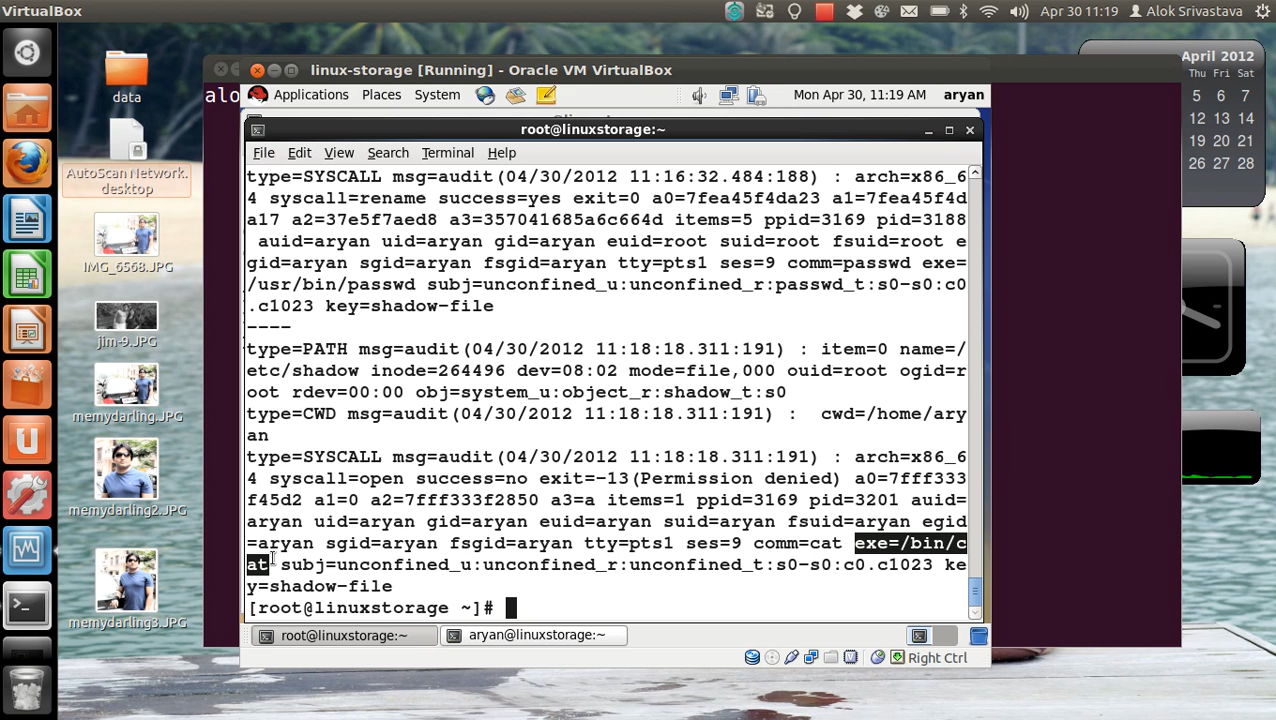 VirtualBox
Apr 30 11:19
Alok Srivastava
data
AutoScan Network.
desktop
IMG_6568.JPG
jim-9.JPG
memydarling.JPG
memydarling2.JPG
memydarling3.JPG
April 2012
Thu Fri Sat
5 6 7
12 13 14
19 20 21
26 27 28
alo
linux-storage [Running] - Oracle VM VirtualBox
Applications Places System
Mon Apr 30, 11:19 AM aryan
root@linuxstorage:~
File Edit View Search Terminal Help
type=SYSCALL msg=audit(04/30/2012 11:16:32.484:188) : arch=x86_6
4 syscall=rename success=yes exit=0 a0=7fea45f4da23 a1=7fea45f4d
a17 a2=37e5f7aed8 a3=357041685a6c664d items=5 ppid=3169 pid=3188
auid=aryan uid=aryan gid=aryan euid=root suid=root fsuid=root e
gid=aryan sgid=aryan fsgid=aryan tty=pts1 ses=9 comm=passwd exe=
/usr/bin/passwd subj=unconfined_u:unconfined_r:passwd_t:s0-s0:c0
.c1023 key=shadow-file
----
type=PATH msg=audit(04/30/2012 11:18:18.311:191) : item=0 name=/
etc/shadow inode=264496 dev=08:02 mode=file,000 ouid=root ogid=r
oot rdev=00:00 obj=system_u:object_r:shadow_t:s0
type=CWD msg=audit(04/30/2012 11:18:18.311:191) :  cwd=/home/ary
an
type=SYSCALL msg=audit(04/30/2012 11:18:18.311:191) : arch=x86_6
4 syscall=open success=no exit=-13(Permission denied) a0=7fff333
f45d2 a1=0 a2=7fff333f2850 a3=a items=1 ppid=3169 pid=3201 auid=
aryan uid=aryan gid=aryan euid=aryan suid=aryan fsuid=aryan egid
=aryan sgid=aryan fsgid=aryan tty=pts1 ses=9 comm=cat exe=/bin/c
at subj=unconfined_u:unconfined_r:unconfined_t:s0-s0:c0.c1023 ke
y=shadow-file
[root@linuxstorage ~]#
root@linuxstorage:~
aryan@linuxstorage:~
Right Ctrl